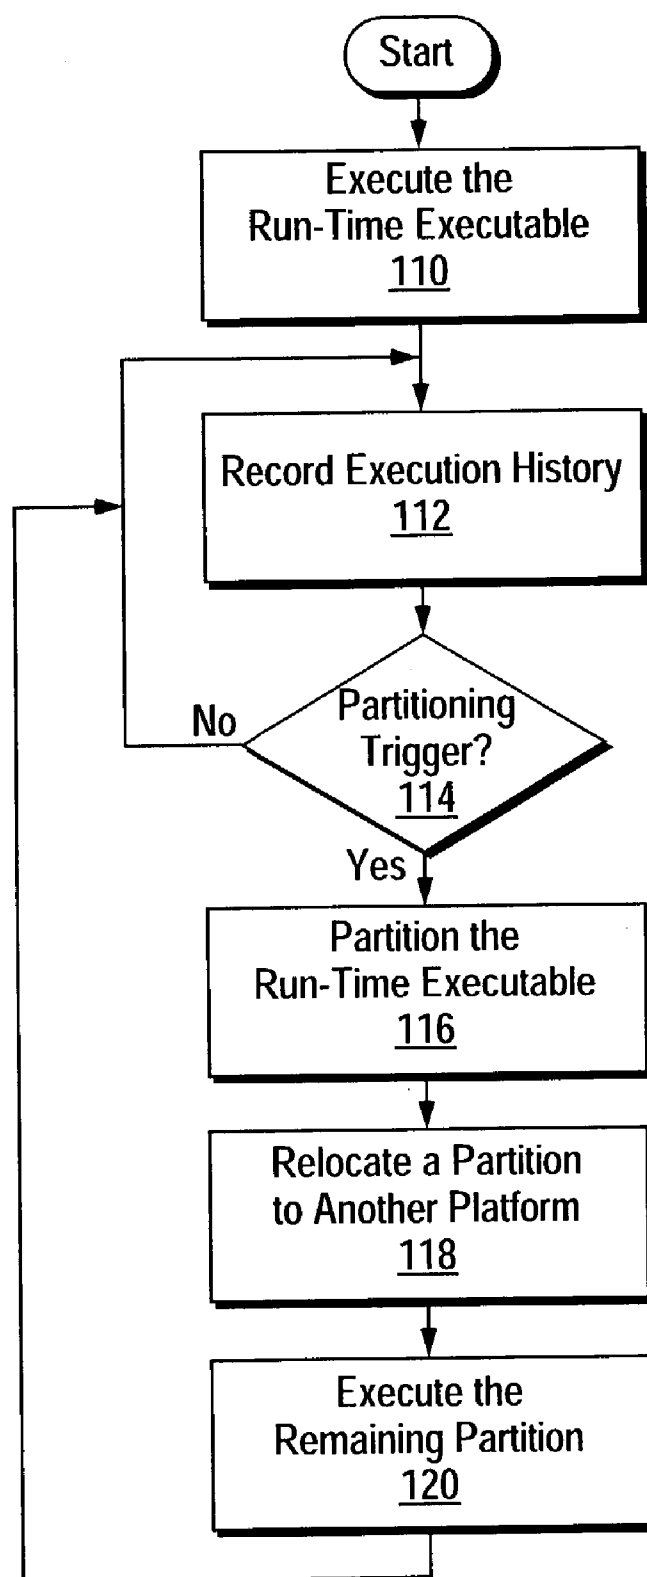 Start
Execute the
Run-Time Executable
110
Record Execution History
112
Partitioning
Trigger?
114
No
Yes
Partition the
Run-Time Executable
116
Relocate a Partition
to Another Platform
118
Execute the
Remaining Partition
120